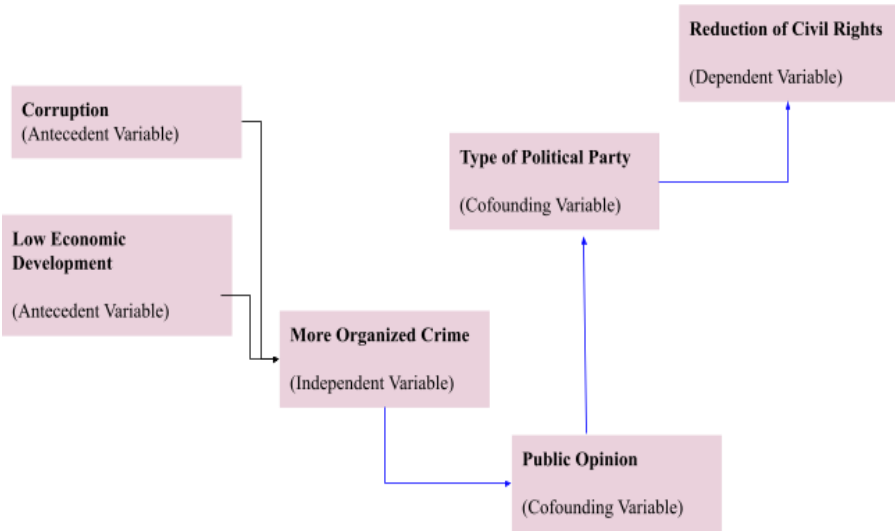 Reduction of Civil Rights
(Dependent Variable)
Corruption
(Antecedent Variable)
Type of Political Party
(Cofounding Variable)
Low Economic
Development
(Antecedent Variable)
More Organized Crime
(Independent Variable)
Public Opinion
(Cofounding Variable)